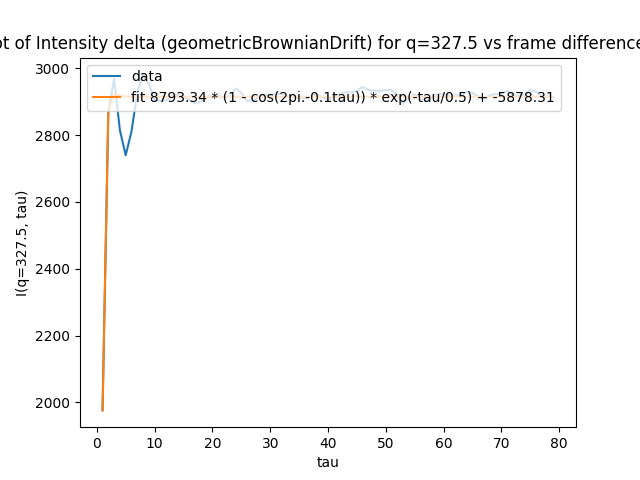 ot of Intensity delta (geometricBrownianDrift) for q=327.5 vs frame difference
data
fit 8793.34 * (1 - cos(2pi.-0.1tau)) * exp(-tau/0.5) + -5878.31
3000
2800
2600
2400
2200
2000
I(q=327.5, tau)
0 10 20 30 40 50 60 70 80
tau